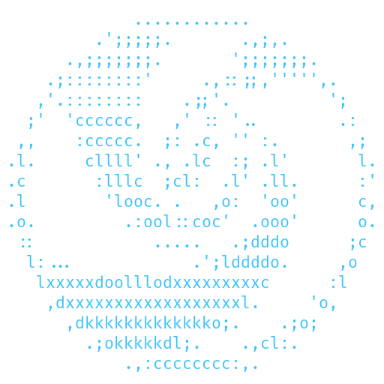 ............
         .';;;;;.       .,;,.
      .,;;;;;;;.       ';;;;;;;.
    .;::::::::'     .,::;;,''''',.
   ,'.::::::::    .;;'.          ';
  ;'  'cccccc,   ,' :: '..        .:
 ,,    :ccccc.  ;: .c, '' :.       ,;
.l.     cllll' ., .lc  :; .l'       l.
.c       :lllc  ;cl:  .l' .ll.      :'
.l        'looc. .   ,o:  'oo'      c,
.o.         .:ool::coc'  .ooo'      o.
 ::            .....   .;dddo      ;c
  l:...            .';lddddo.     ,o
   lxxxxxdoolllodxxxxxxxxxc      :l
    ,dxxxxxxxxxxxxxxxxxxl.     'o,
      ,dkkkkkkkkkkkkko;.    .;o;
        .;okkkkkdl;.    .,cl:.
            .,:cccccccc:,.